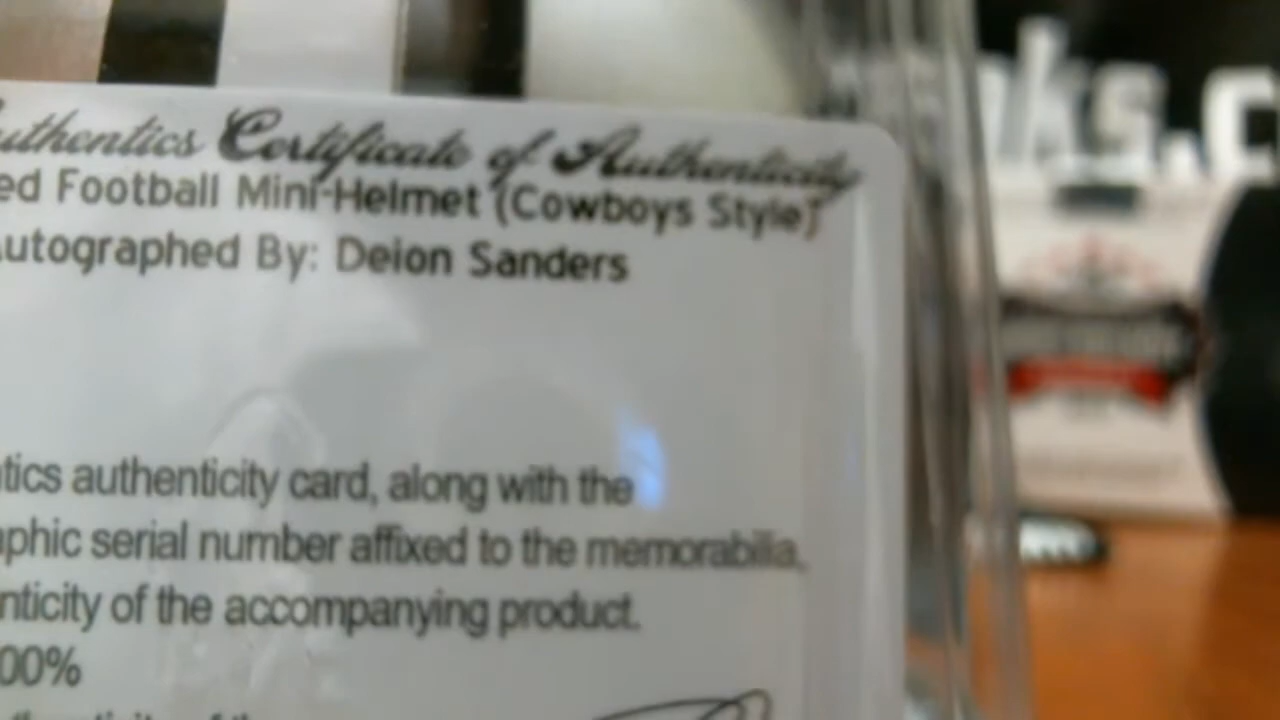 uthentics Certificate of Authenticity
ed Football Mini-Helmet (Cowboys Style)
Autographed By: Deion Sanders
tics authenticity card, along with the
aphic serial number affixed to the memorabilia,
nticity of the accompanying product.
00%